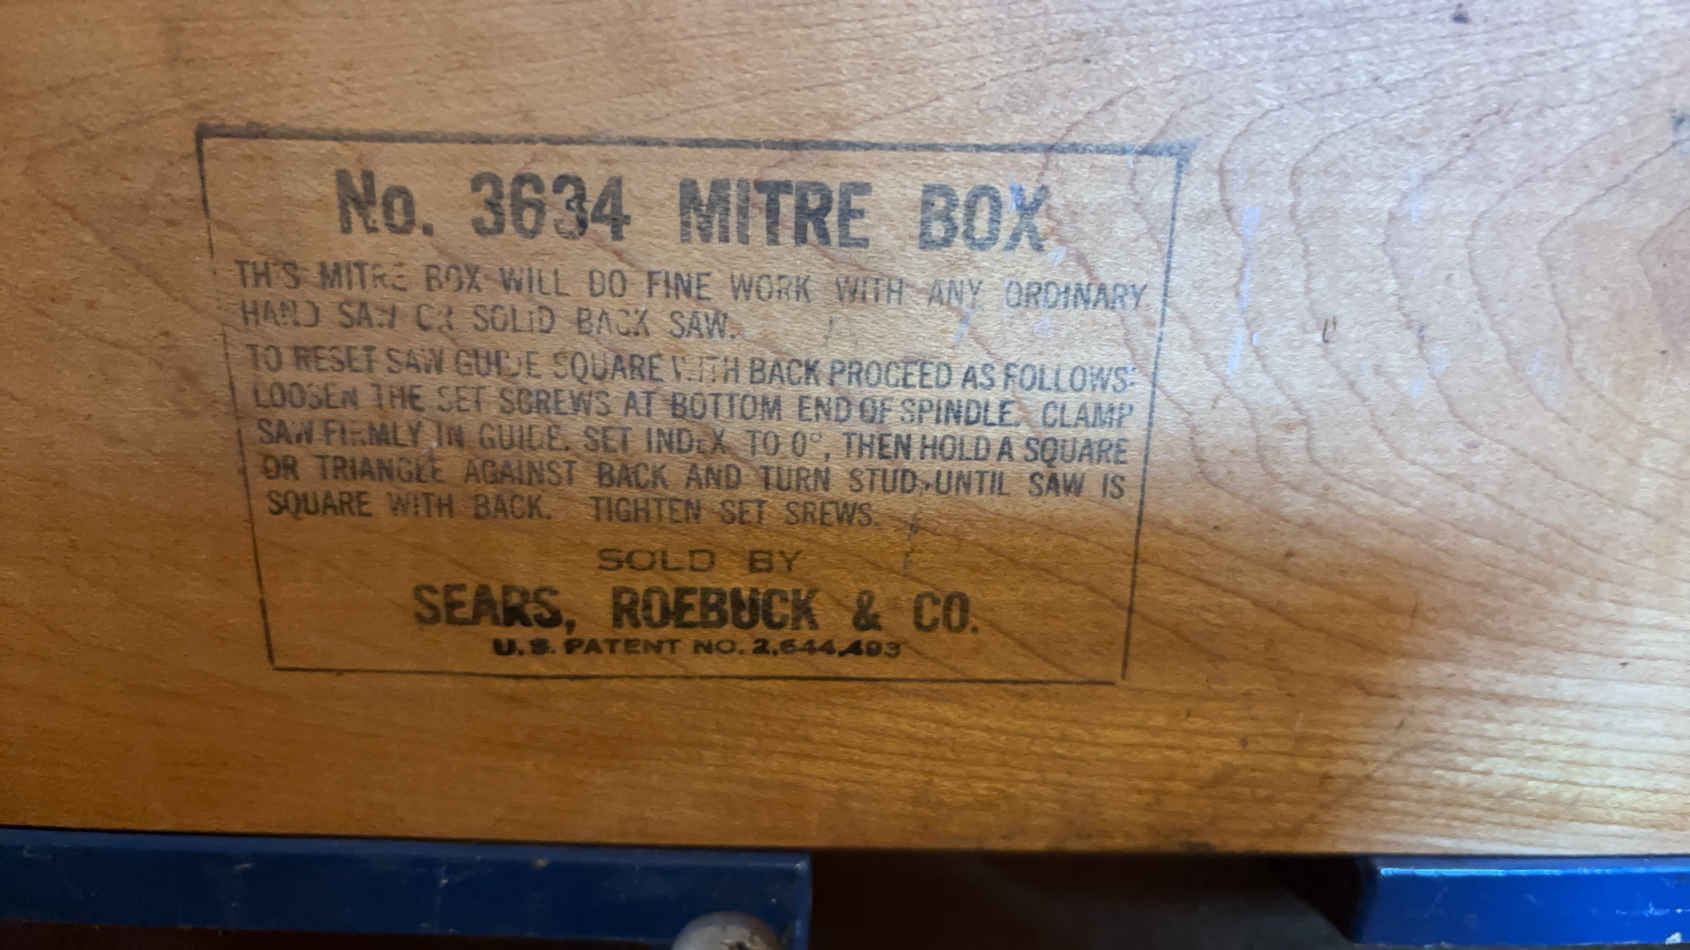 No. 3634 MITRE BOX
THIS MITRE BOX WILL DO FINE WORK WITH ANY ORDINARY
HAND SAW OR SOLID BACK SAW.
TO RESET SAW GUIDE SQUARE WITH BACK PROCEED AS FOLLOWS:
LOOSEN THE SET SCREWS AT BOTTOM END OF SPINDLE. CLAMP
SAW FIRMLY IN GUIDE. SET INDEX TO 0°, THEN HOLD A SQUARE
OR TRIANGLE AGAINST BACK AND TURN STUD, UNTIL SAW IS
SQUARE WITH BACK. TIGHTEN SET SREWS.
SOLD BY
SEARS, ROEBUCK & CO.
U.S. PATENT NO. 2,644,493